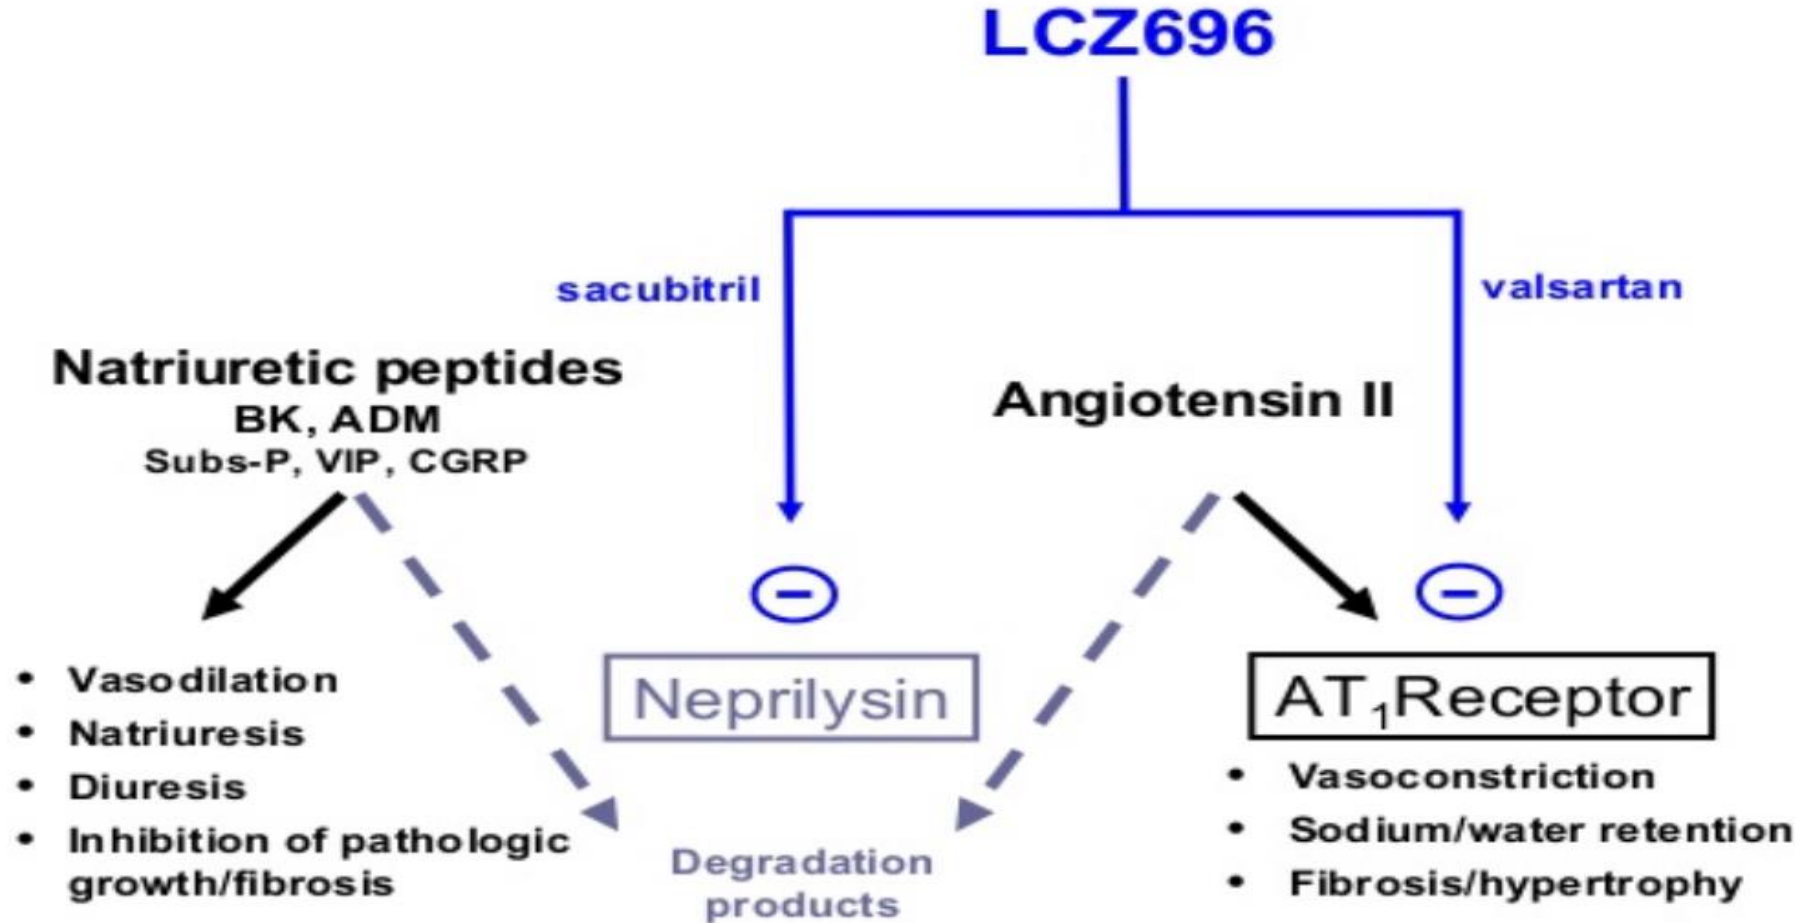 LCZ696
sacubitril
valsartan
Natriuretic peptides
BK, ADM
Subs-P, VIP, CGRP
Angiotensin II
−
−
Neprilysin
AT₁Receptor
• Vasodilation
• Natriuresis
• Diuresis
• Inhibition of pathologic
growth/fibrosis
Degradation
products
• Vasoconstriction
• Sodium/water retention
• Fibrosis/hypertrophy